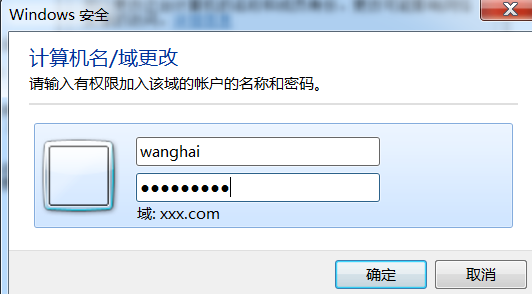 Windows 安全
计算机名/域更改
请输入有权限加入该域的帐户的名称和密码。
wanghai
●●●●●●●●●
域: xxx.com
确定
取消